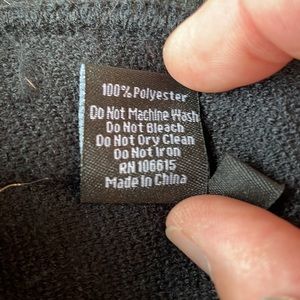 100% Polyester
Do Not Machine Wash
Do Not Bleach
Do Not Dry Clean
Do Not Iron
RN 106615
Made in China